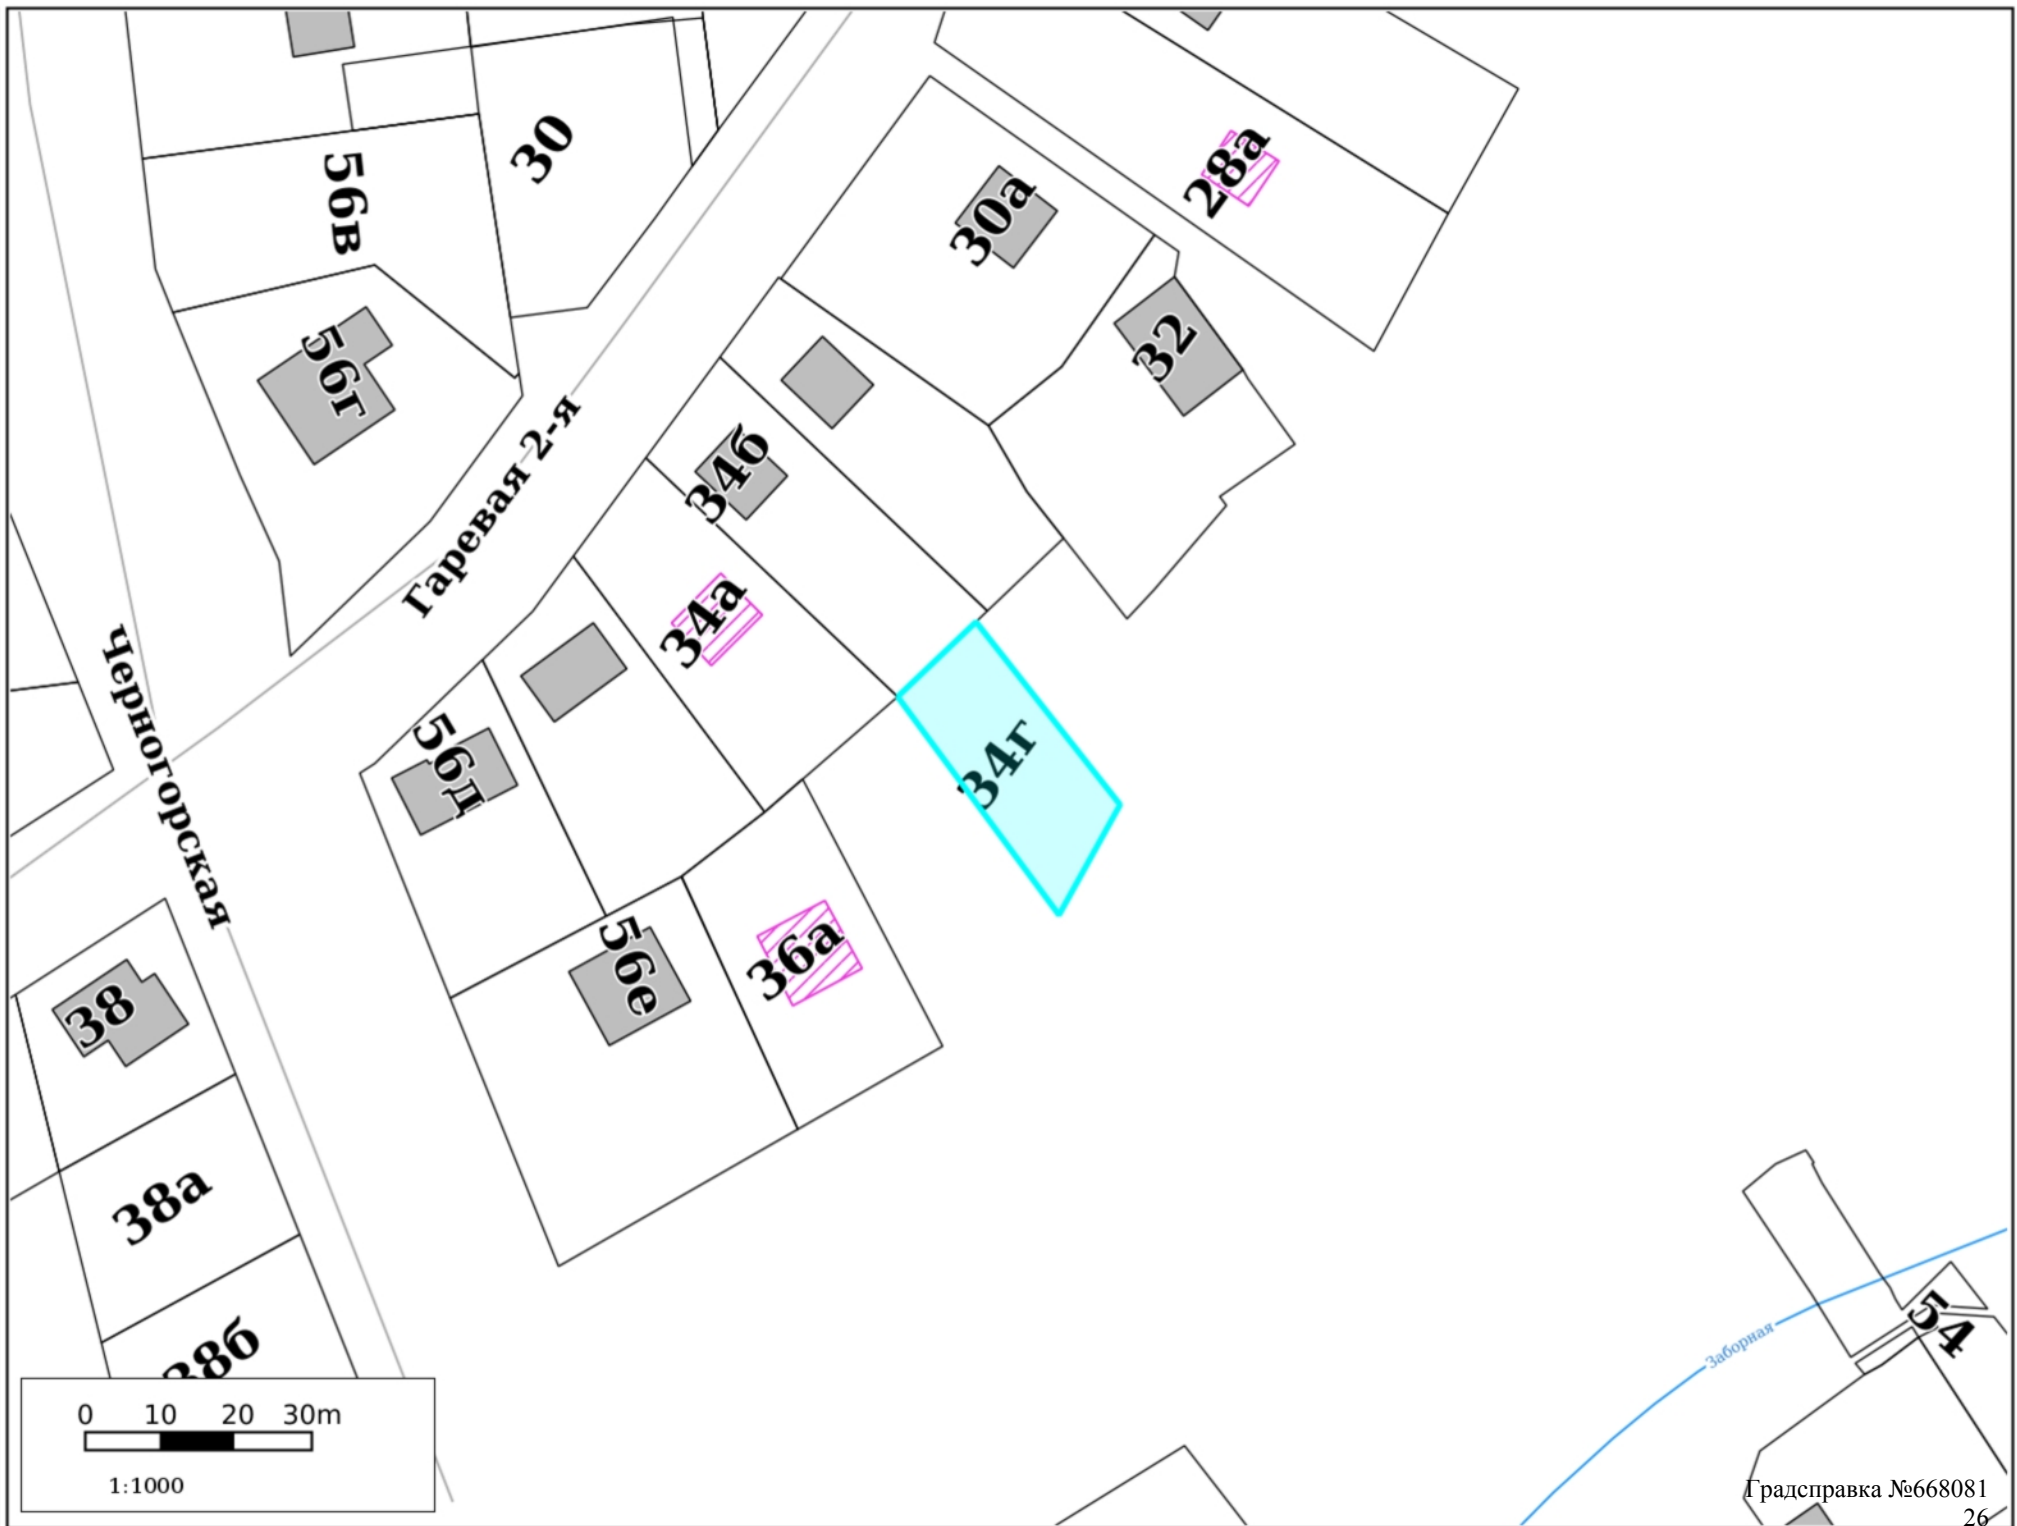 30
56в
28а
30а
32
56г
Гаревая 2-я
34б
34а
Черногорская
56д
34г
36а
56е
38
38а
38б
54
Заборная
0 10 20 30m
1:1000
Градсправка №668081
26